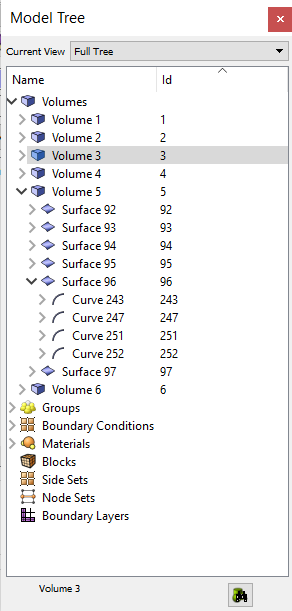 Model Tree
Current View Full Tree
Name Id
Volumes
Volume 1 1
Volume 2 2
Volume 3 3
Volume 4 4
Volume 5 5
Surface 92 92
Surface 93 93
Surface 94 94
Surface 95 95
Surface 96 96
Curve 243 243
Curve 247 247
Curve 251 251
Curve 252 252
Surface 97 97
Volume 6 6
Groups
Boundary Conditions
Materials
Blocks
Side Sets
Node Sets
Boundary Layers
Volume 3